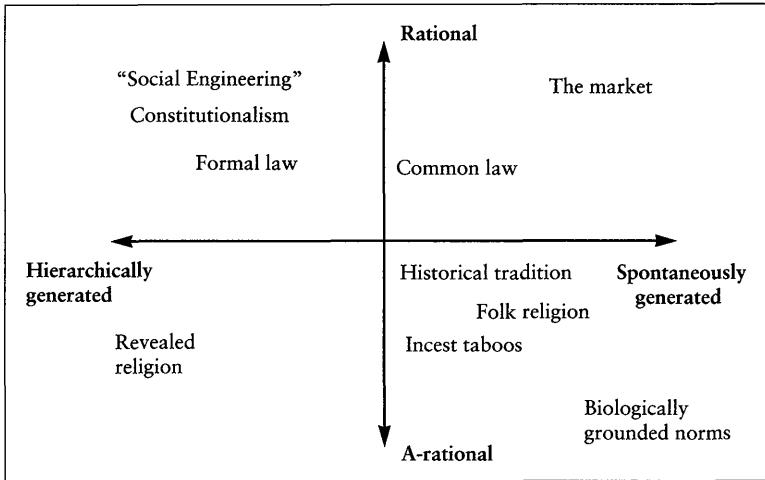 Rational
“Social Engineering”
The market
Constitutionalism
Formal law
Common law
Hierarchically
generated
Historical tradition
Spontaneously
generated
Folk religion
Revealed
religion
Incest taboos
Biologically
grounded norms
A-rational